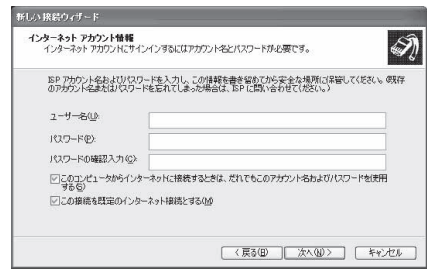 新しい接続ウィザード
インターネット アカウント情報
インターネット アカウントにサインインするにはアカウント名とパスワードが必要です。
ISP アカウント名およびパスワードを入力し、この情報を書き留めてから安全な場所に保管してください。(既存
のアカウント名またはパスワードを忘れてしまった場合は、ISP に問い合わせてください。)
ユーザー名(U):
パスワード(P):
パスワードの確認入力(C):
このコンピュータからインターネットに接続するときは、だれでもこのアカウント名およびパスワードを使用
する(S)
この接続を既定のインターネット接続とする(M)
< 戻る(B)
次へ(N) >
キャンセル